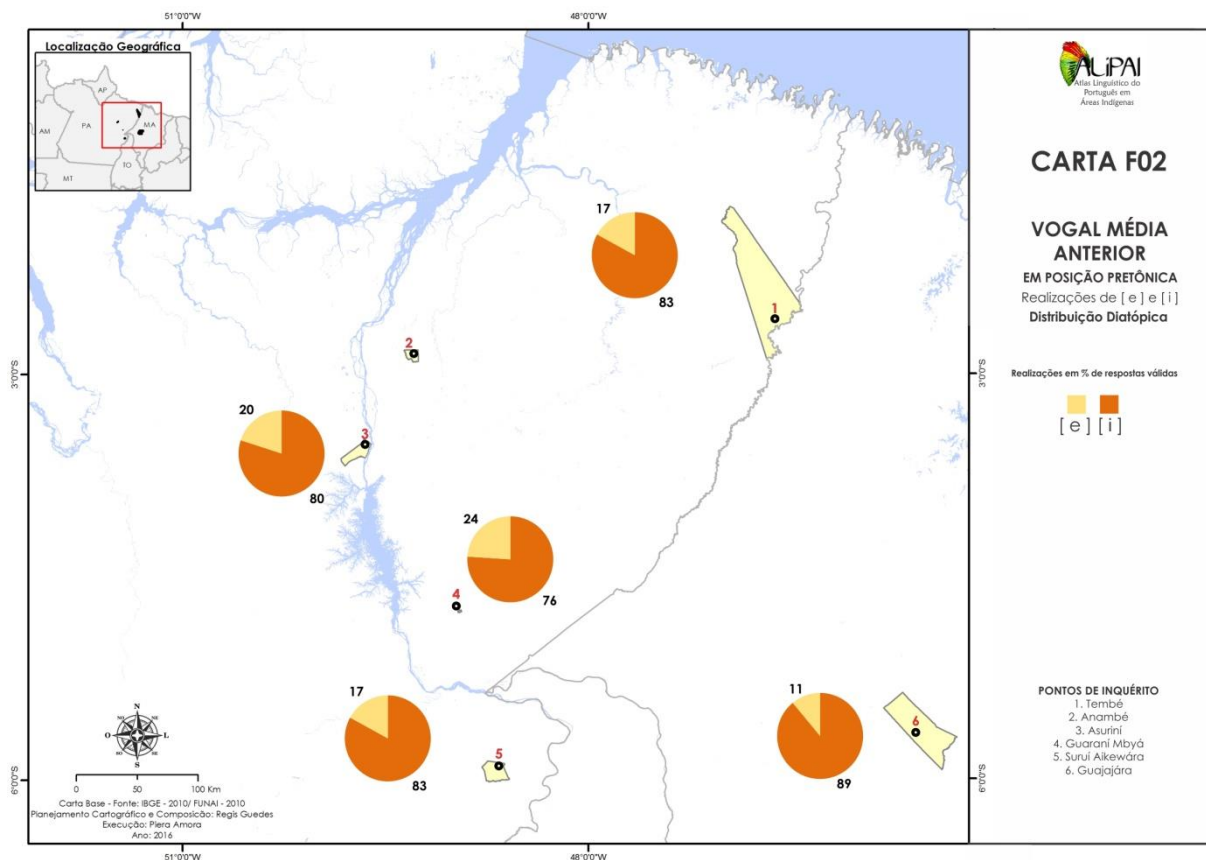 51°0'0"W
48°0'0"W
Localização Geográfica
AP
AM
PA
MA
TO
MT
ALiPAI
Atlas Linguístico do
Português em
Áreas Indígenas
CARTA F02
VOGAL MÉDIA
ANTERIOR
EM POSIÇÃO PRETÔNICA
Realizações de [ e ] e [ i ]
Distribuição Diatópica
Realizações em % de respostas válidas
[ e ] [ i ]
17
83
1
2
3°0'0"S
3°0'0"S
20
80
3
24
76
4
17
83
5
11
89
6
PONTOS DE INQUÉRITO
1. Tembé
2. Anambé
3. Asuriní
4. Guaraní Mbyá
5. Suruí Aikewára
6. Guajajára
N
NO
NE
O
L
SO
SE
S
0 50 100 Km
6°0'0"S
6°0'0"S
Carta Base - Fonte: IBGE - 2010/ FUNAI - 2010
Planejamento Cartográfico e Composicão: Regis Guedes
Execução: Piera Amora
Ano: 2016
51°0'0"W
48°0'0"W